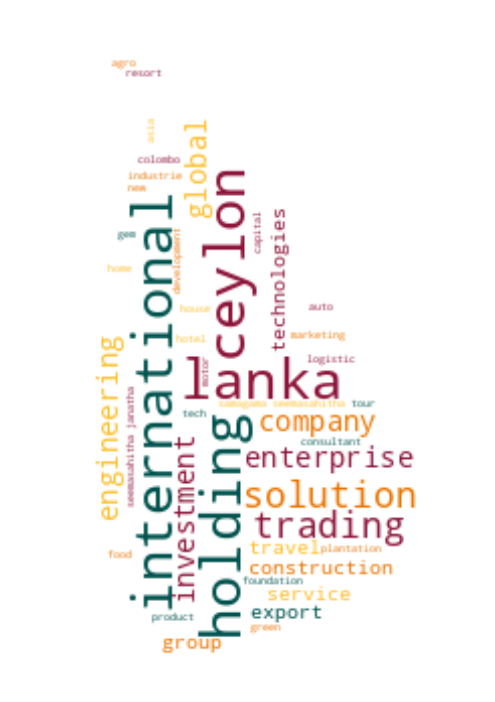 agro
resort
asia
global
colombo
ceylon
industrie
new
international
technologies
capital
gem
development
home
house
auto
hotel
marketing
engineering
motor
logistic
lanka
seemasahitha janatha
samagama seemasahitha
tour
tech
company
holding
consultant
investment
enterprise
solution
trading
travel
plantation
food
construction
foundation
service
export
product
green
group